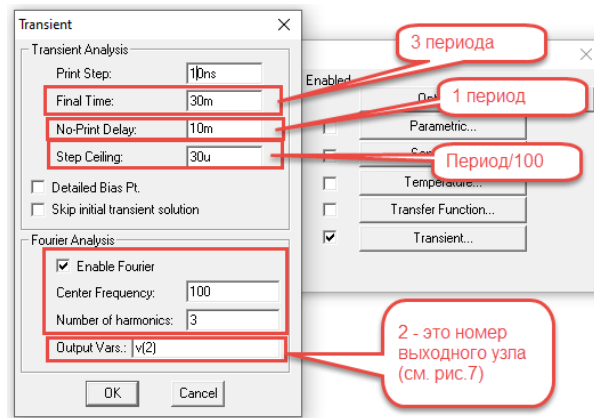 Transient
Transient Analysis
Print Step: 10ns
Final Time: 30m
No-Print Delay: 10m
Step Ceiling: 30u
Detailed Bias Pt.
Skip initial transient solution
Fourier Analysis
Enable Fourier
Center Frequency: 100
Number of harmonics: 3
Output Vars.: v(2)
OK Cancel
Enabled
Parametric...
Temperature...
Transfer Function...
Transient...
3 периода
1 период
Период/100
2 - это номер
выходного узла
(см. рис.7)